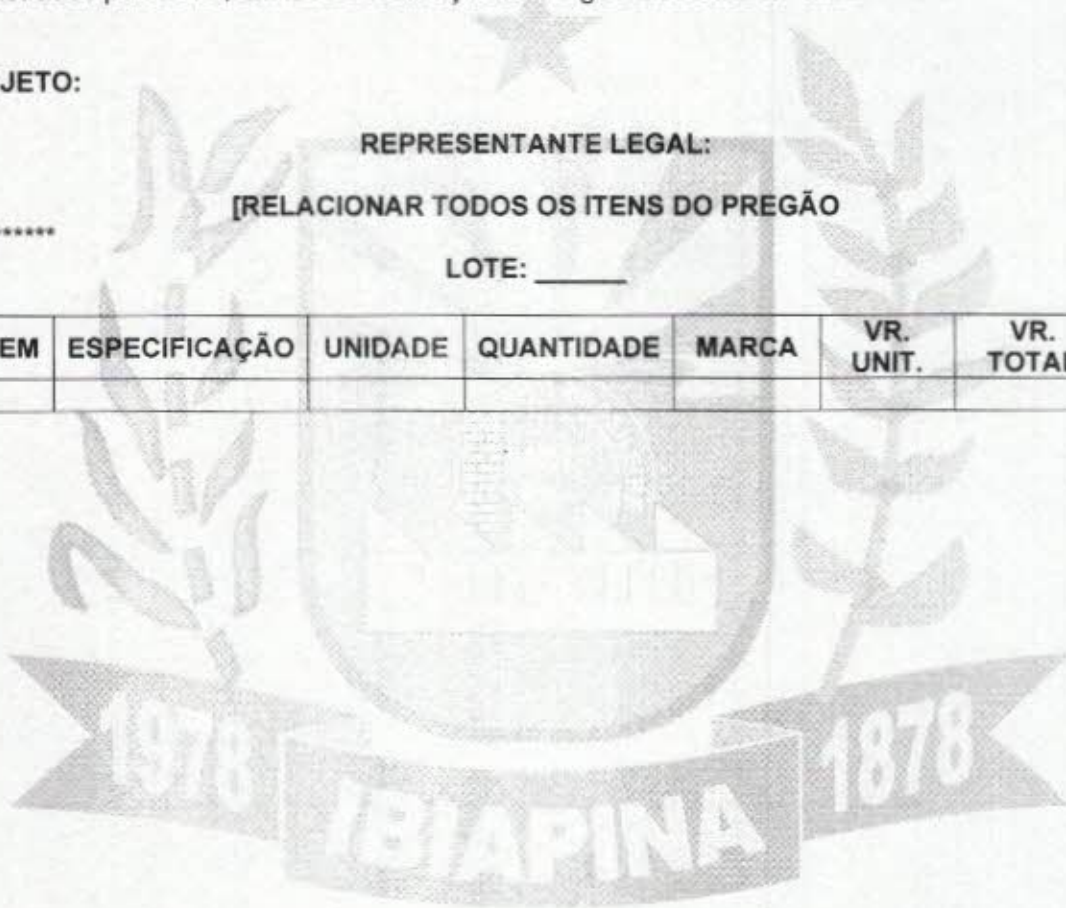 JETO:
REPRESENTANTE LEGAL:
[RELACIONAR TODOS OS ITENS DO PREGÃO
******
LOTE: ______
EM ESPECIFICAÇÃO UNIDADE QUANTIDADE MARCA VR. UNIT. VR. TOTAL
1978 1878
IBIAPINA